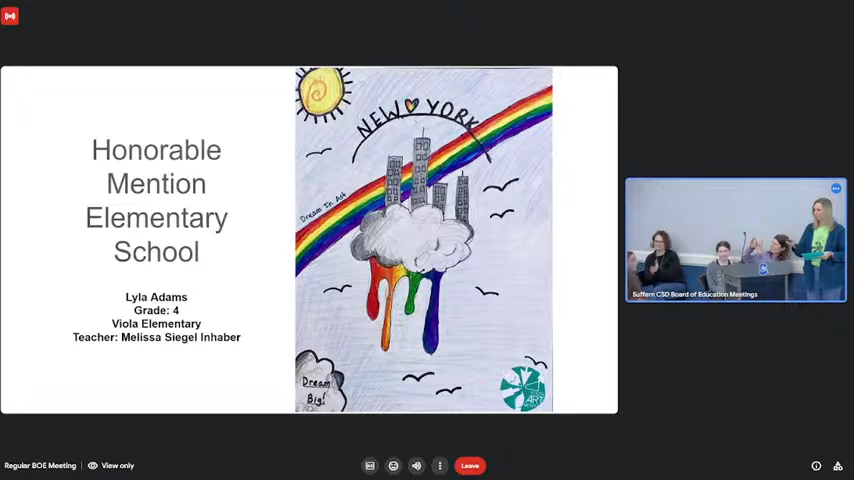 Honorable
Mention
Elementary
School
Lyla Adams
Grade: 4
Viola Elementary
Teacher: Melissa Siegel Inhaber
NEW YORK
Dream In Art
Dream
Big!
ART
Suffern CSD Board of Education Meetings
Regular BOE Meeting
View only
Leave